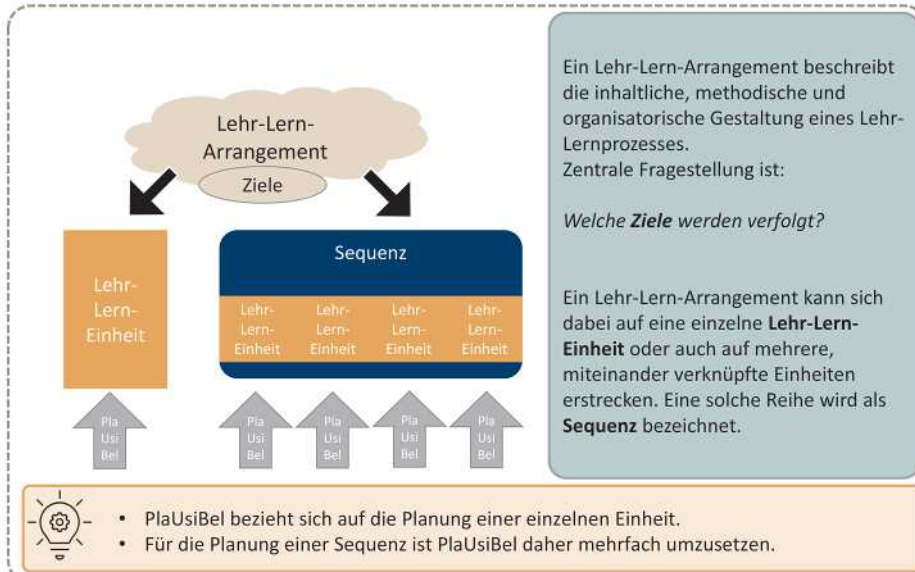 Lehr-Lern-
Arrangement
Ziele
Lehr-
Lern-
Einheit
Sequenz
Lehr-
Lern-
Einheit
Lehr-
Lern-
Einheit
Lehr-
Lern-
Einheit
Lehr-
Lern-
Einheit
Pla
Usi
Bel
Pla
Usi
Bel
Pla
Usi
Bel
Pla
Usi
Bel
Pla
Usi
Bel
Ein Lehr-Lern-Arrangement beschreibt
die inhaltliche, methodische und
organisatorische Gestaltung eines Lehr-
Lernprozesses.
Zentrale Fragestellung ist:
Welche Ziele werden verfolgt?
Ein Lehr-Lern-Arrangement kann sich
dabei auf eine einzelne Lehr-Lern-
Einheit oder auch auf mehrere,
miteinander verknüpfte Einheiten
erstrecken. Eine solche Reihe wird als
Sequenz bezeichnet.
• PlaUsiBel bezieht sich auf die Planung einer einzelnen Einheit.
• Für die Planung einer Sequenz ist PlaUsiBel daher mehrfach umzusetzen.